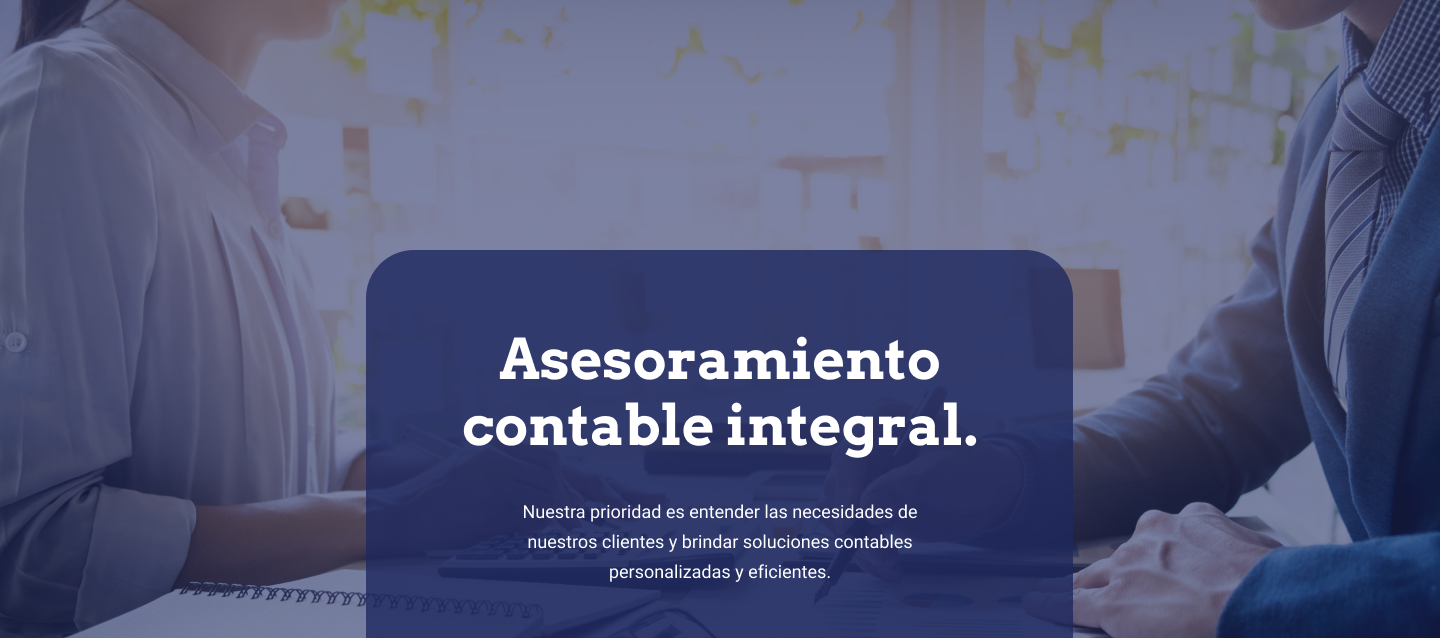 Asesoramiento
contable integral.
Nuestra prioridad es entender las necesidades de
nuestros clientes y brindar soluciones contables
personalizadas y eficientes.